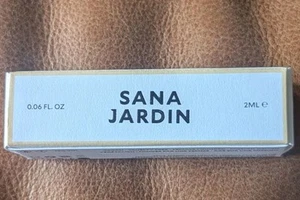 SANA
JARDIN
0.06 FL. OZ
2ML ℮